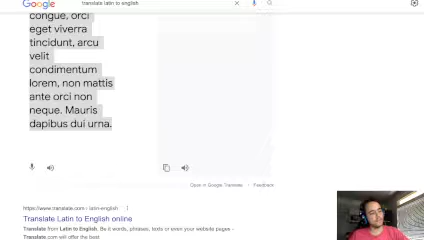 Google
translate latin to english
congue, orci
eget viverra
tincidunt, arcu
velit
condimentum
lorem, non mattis
ante orci non
neque. Mauris
dapibus dui urna.
Open in Google Translate • Feedback
https://www.translate.com › latin-english
Translate Latin to English online
Translate from Latin to English. Be it words, phrases, texts or even your website pages -
Translate.com will offer the best